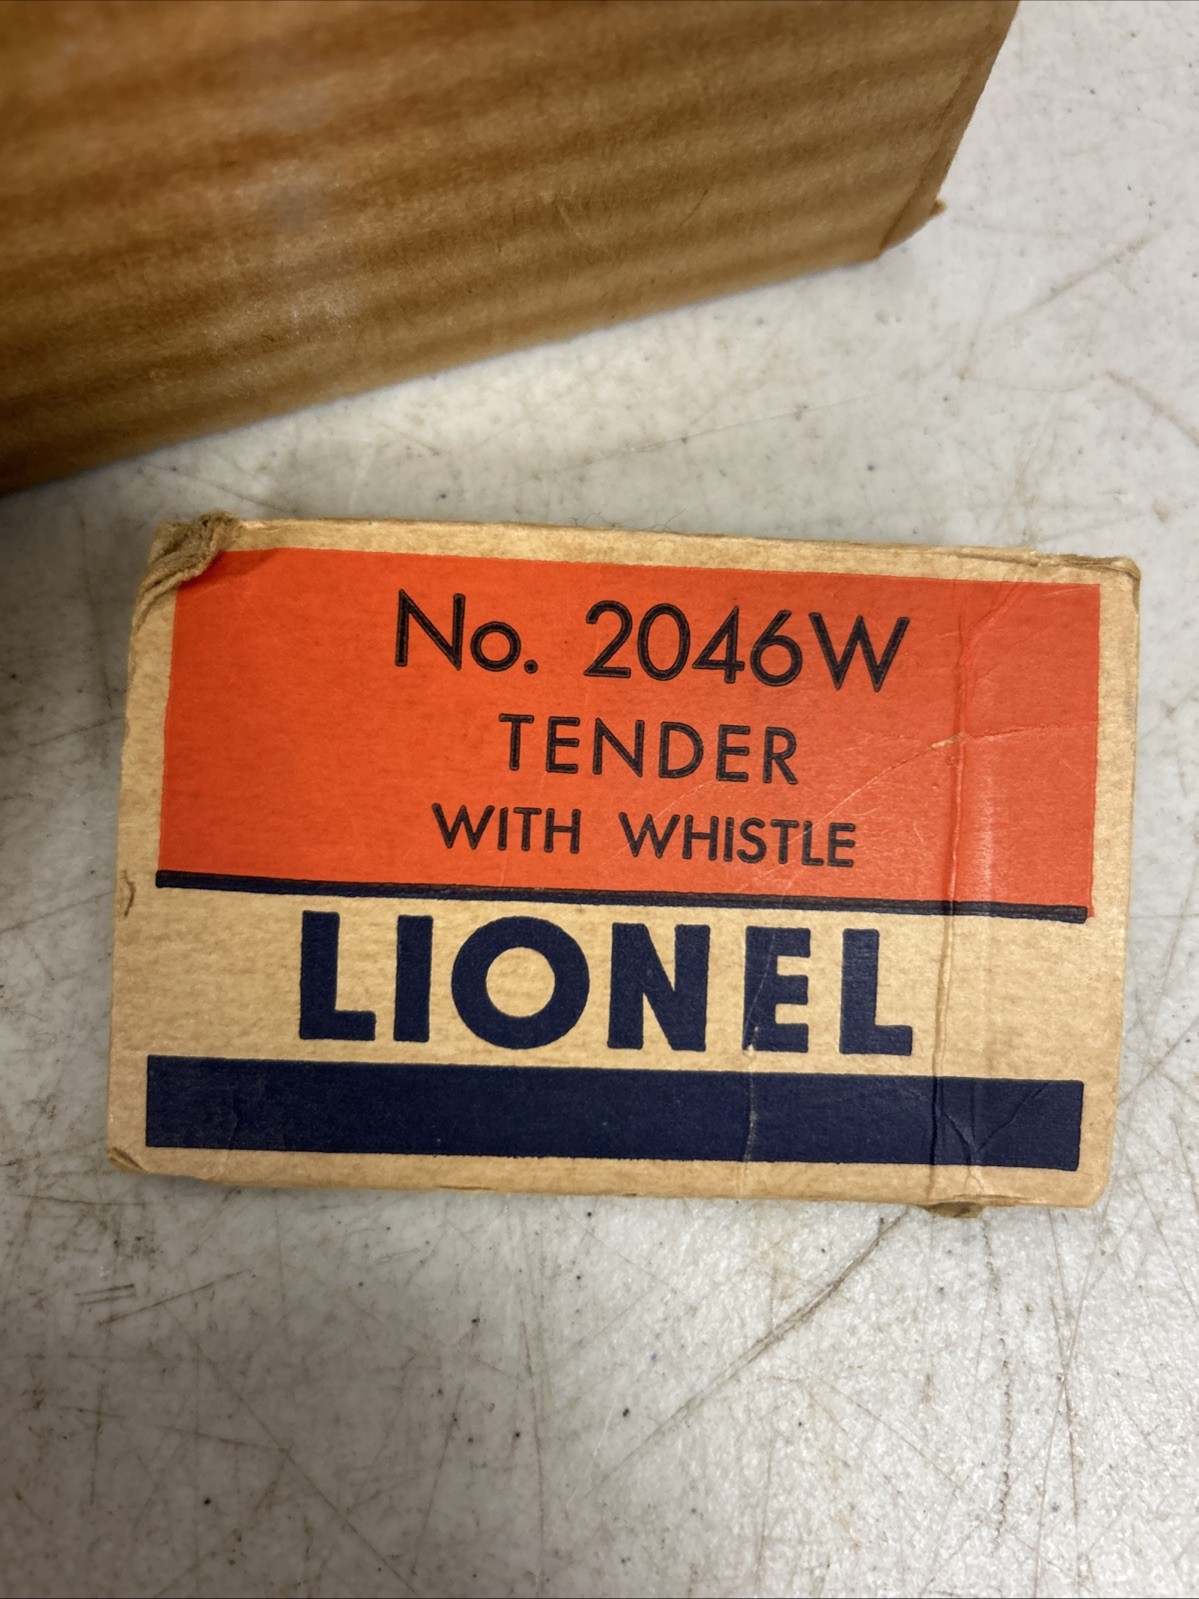 No. 2046W
TENDER
WITH WHISTLE
LIONEL